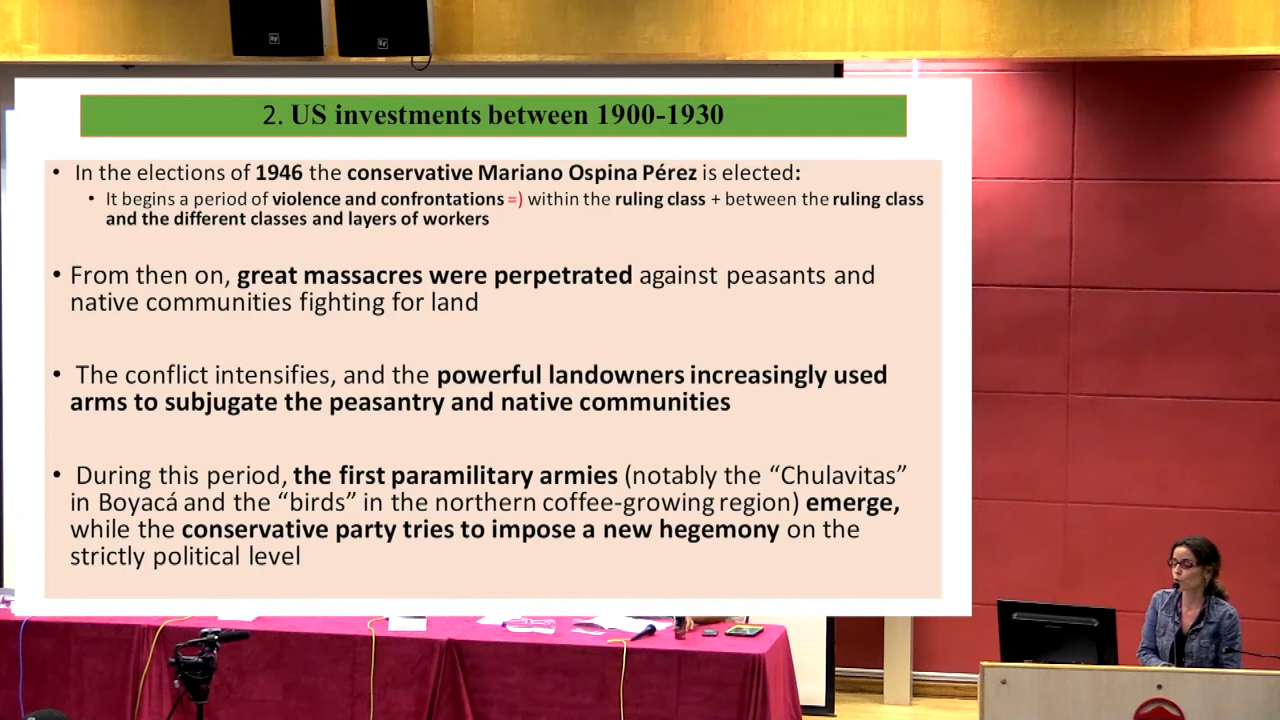 2. US investments between 1900-1930
• In the elections of 1946 the conservative Mariano Ospina Pérez is elected:
• It begins a period of violence and confrontations =) within the ruling class + between the ruling class
and the different classes and layers of workers
• From then on, great massacres were perpetrated against peasants and
native communities fighting for land
• The conflict intensifies, and the powerful landowners increasingly used
arms to subjugate the peasantry and native communities
• During this period, the first paramilitary armies (notably the “Chulavitas”
in Boyacá and the “birds” in the northern coffee-growing region) emerge,
while the conservative party tries to impose a new hegemony on the
strictly political level